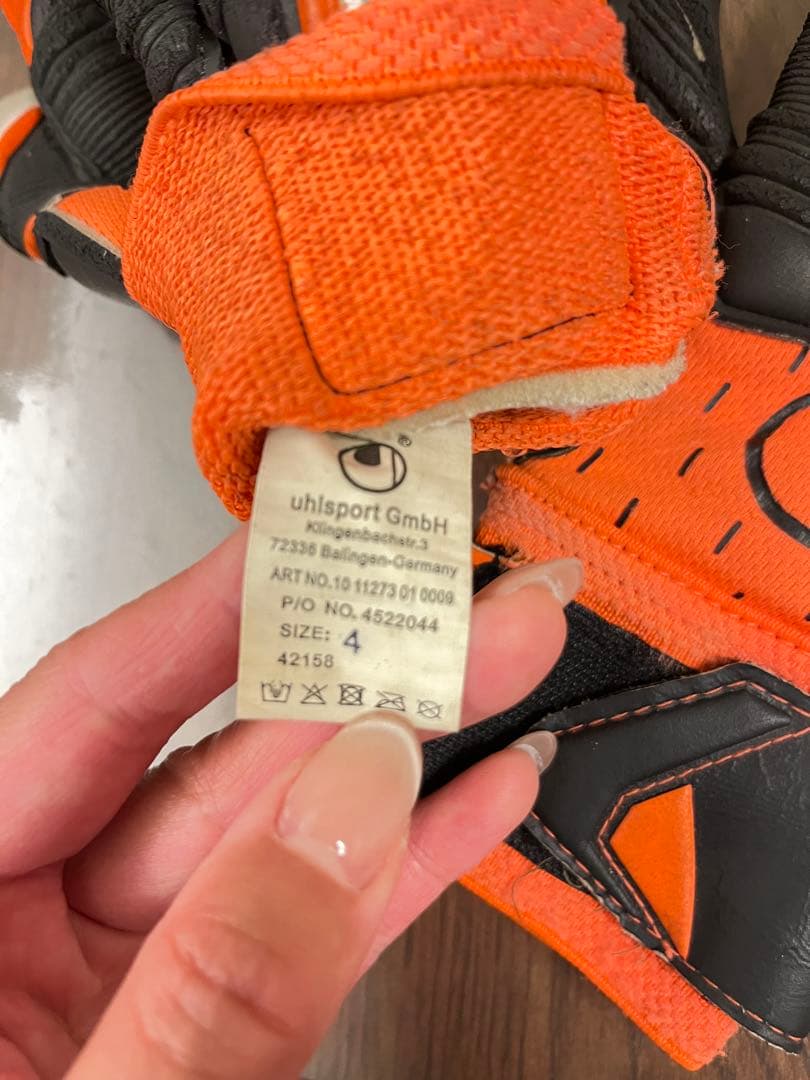 ®
uhlsport GmbH
Klingenbachstr.3
72336 Balingen-Germany
ART NO.10 11273 01 0009
P/O NO. 4522044
SIZE: 4
42158